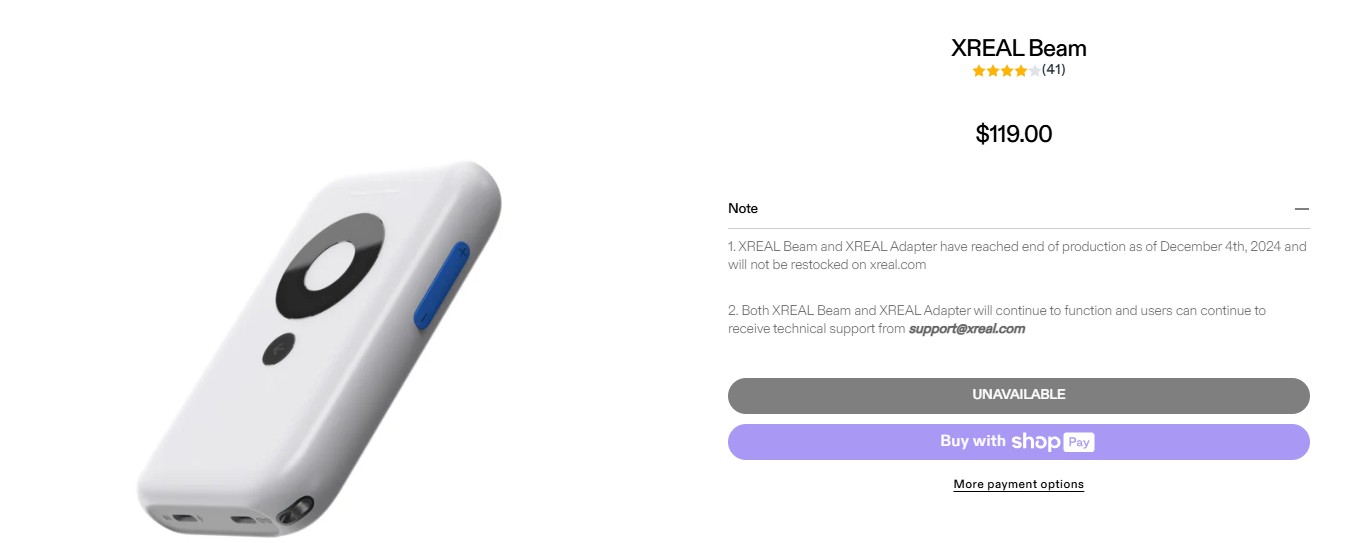 XREAL Beam
(41)
$119.00
Note
1. XREAL Beam and XREAL Adapter have reached end of production as of December 4th, 2024 and
will not be restocked on xreal.com
2. Both XREAL Beam and XREAL Adapter will continue to function and users can continue to
receive technical support from support@xreal.com
UNAVAILABLE
Buy with shop Pay
More payment options